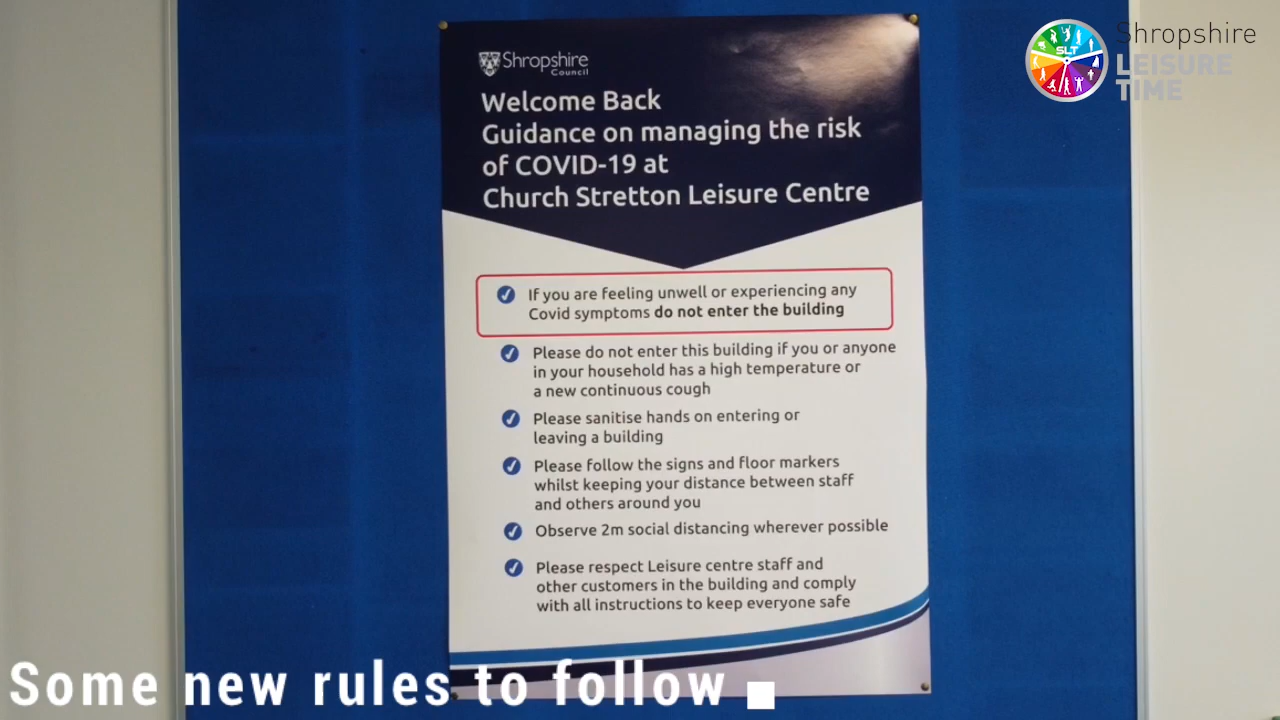 Shropshire
LEISURE
TIME
SLT
Shropshire
Council
Welcome Back
Guidance on managing the risk
of COVID-19 at
Church Stretton Leisure Centre
If you are feeling unwell or experiencing any
Covid symptoms do not enter the building
Please do not enter this building if you or anyone
in your household has a high temperature or
a new continuous cough
Please sanitise hands on entering or
leaving a building
Please follow the signs and floor markers
whilst keeping your distance between staff
and others around you
Observe 2m social distancing wherever possible
Please respect Leisure centre staff and
other customers in the building and comply
with all instructions to keep everyone safe
Some new rules to follow